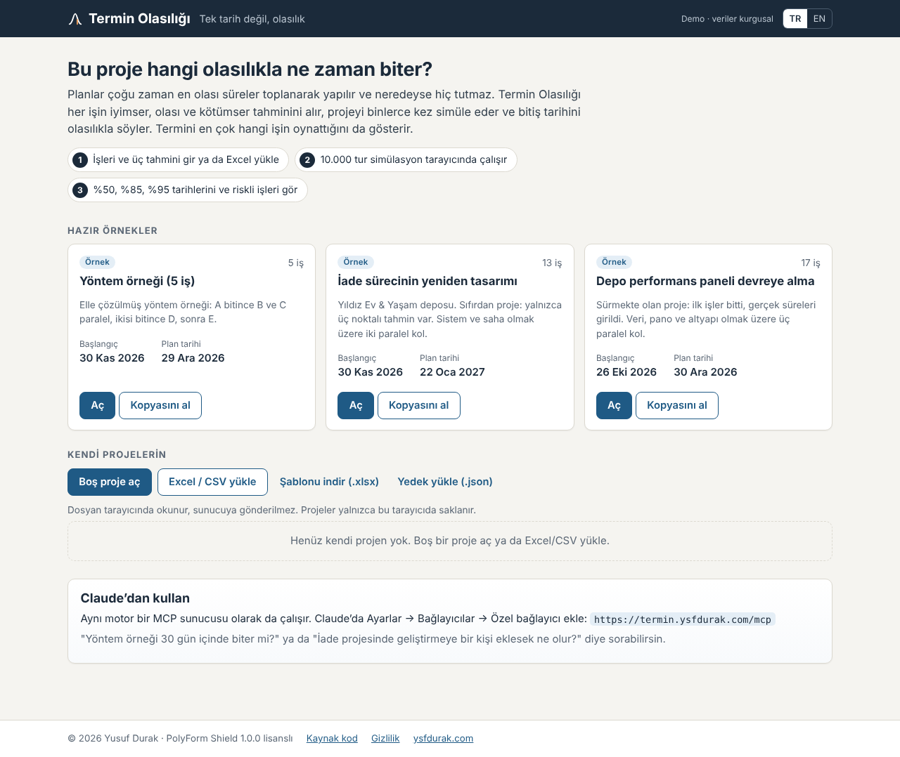 Termin Olasılığı Tek tarih değil, olasılık Demo · veriler kurgusal TR EN
Bu proje hangi olasılıkla ne zaman biter?
Planlar çoğu zaman en olası süreler toplanarak yapılır ve neredeyse hiç tutmaz. Termin Olasılığı
her işin iyimser, olası ve kötümser tahminini alır, projeyi binlerce kez simüle eder ve bitiş tarihini
olasılıkla söyler. Termini en çok hangi işin oynattığını da gösterir.
1 İşleri ve üç tahmini gir ya da Excel yükle 2 10.000 tur simülasyon tarayıcında çalışır
3 %50, %85, %95 tarihlerini ve riskli işleri gör
HAZIR ÖRNEKLER
Örnek 5 iş
Yöntem örneği (5 iş)
Elle çözülmüş yöntem örneği: A bitince B ve C
paralel, ikisi bitince D, sonra E.
Başlangıç Plan tarihi
30 Kas 2026 29 Ara 2026
Aç Kopyasını al
Örnek 13 iş
İade sürecinin yeniden tasarımı
Yıldız Ev & Yaşam deposu. Sıfırdan proje: yalnızca
üç noktalı tahmin var. Sistem ve saha olmak
üzere iki paralel kol.
Başlangıç Plan tarihi
30 Kas 2026 22 Oca 2027
Aç Kopyasını al
Örnek 17 iş
Depo performans paneli devreye alma
Sürmekte olan proje: ilk işler bitti, gerçek süreleri
girildi. Veri, pano ve altyapı olmak üzere üç
paralel kol.
Başlangıç Plan tarihi
26 Eki 2026 30 Ara 2026
Aç Kopyasını al
KENDİ PROJELERİN
Boş proje aç Excel / CSV yükle Şablonu indir (.xlsx) Yedek yükle (.json)
Dosyan tarayıcında okunur, sunucuya gönderilmez. Projeler yalnızca bu tarayıcıda saklanır.
Henüz kendi projen yok. Boş bir proje aç ya da Excel/CSV yükle.
Claude’dan kullan
Aynı motor bir MCP sunucusu olarak da çalışır. Claude’da Ayarlar → Bağlayıcılar → Özel bağlayıcı ekle: https://termin.ysfdurak.com/mcp
"Yöntem örneği 30 gün içinde biter mi?" ya da "İade projesinde geliştirmeye bir kişi eklesek ne olur?" diye sorabilirsin.
© 2026 Yusuf Durak · PolyForm Shield 1.0.0 lisanslı Kaynak kod Gizlilik ysfdurak.com